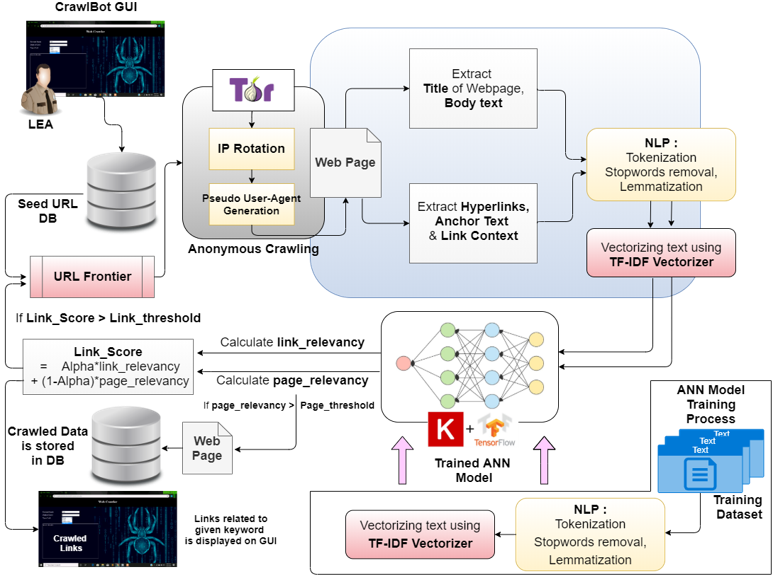 CrawlBot GUI
LEA
Seed URL
DB
URL Frontier
Tor
IP Rotation
Pseudo User-Agent
Generation
Anonymous Crawling
Web Page
Extract
Title of Webpage,
Body text
Extract Hyperlinks,
Anchor Text
& Link Context
NLP :
Tokenization
Stopwords removal,
Lemmatization
Vectorizing text using
TF-IDF Vectorizer
If Link_Score > Link_threshold
Link_Score
= Alpha*link_relevancy
+ (1-Alpha)*page_relevancy
Calculate link_relevancy
Calculate page_relevancy
If page_relevancy > Page_threshold
Web
Page
Crawled Data
is stored
in DB
Crawled
Links
Links related to
given keyword
is displayed on GUI
K + TensorFlow
Trained ANN
Model
ANN Model
Training
Process
Text
Text
Text
Training
Dataset
NLP :
Tokenization
Stopwords removal,
Lemmatization
Vectorizing text using
TF-IDF Vectorizer